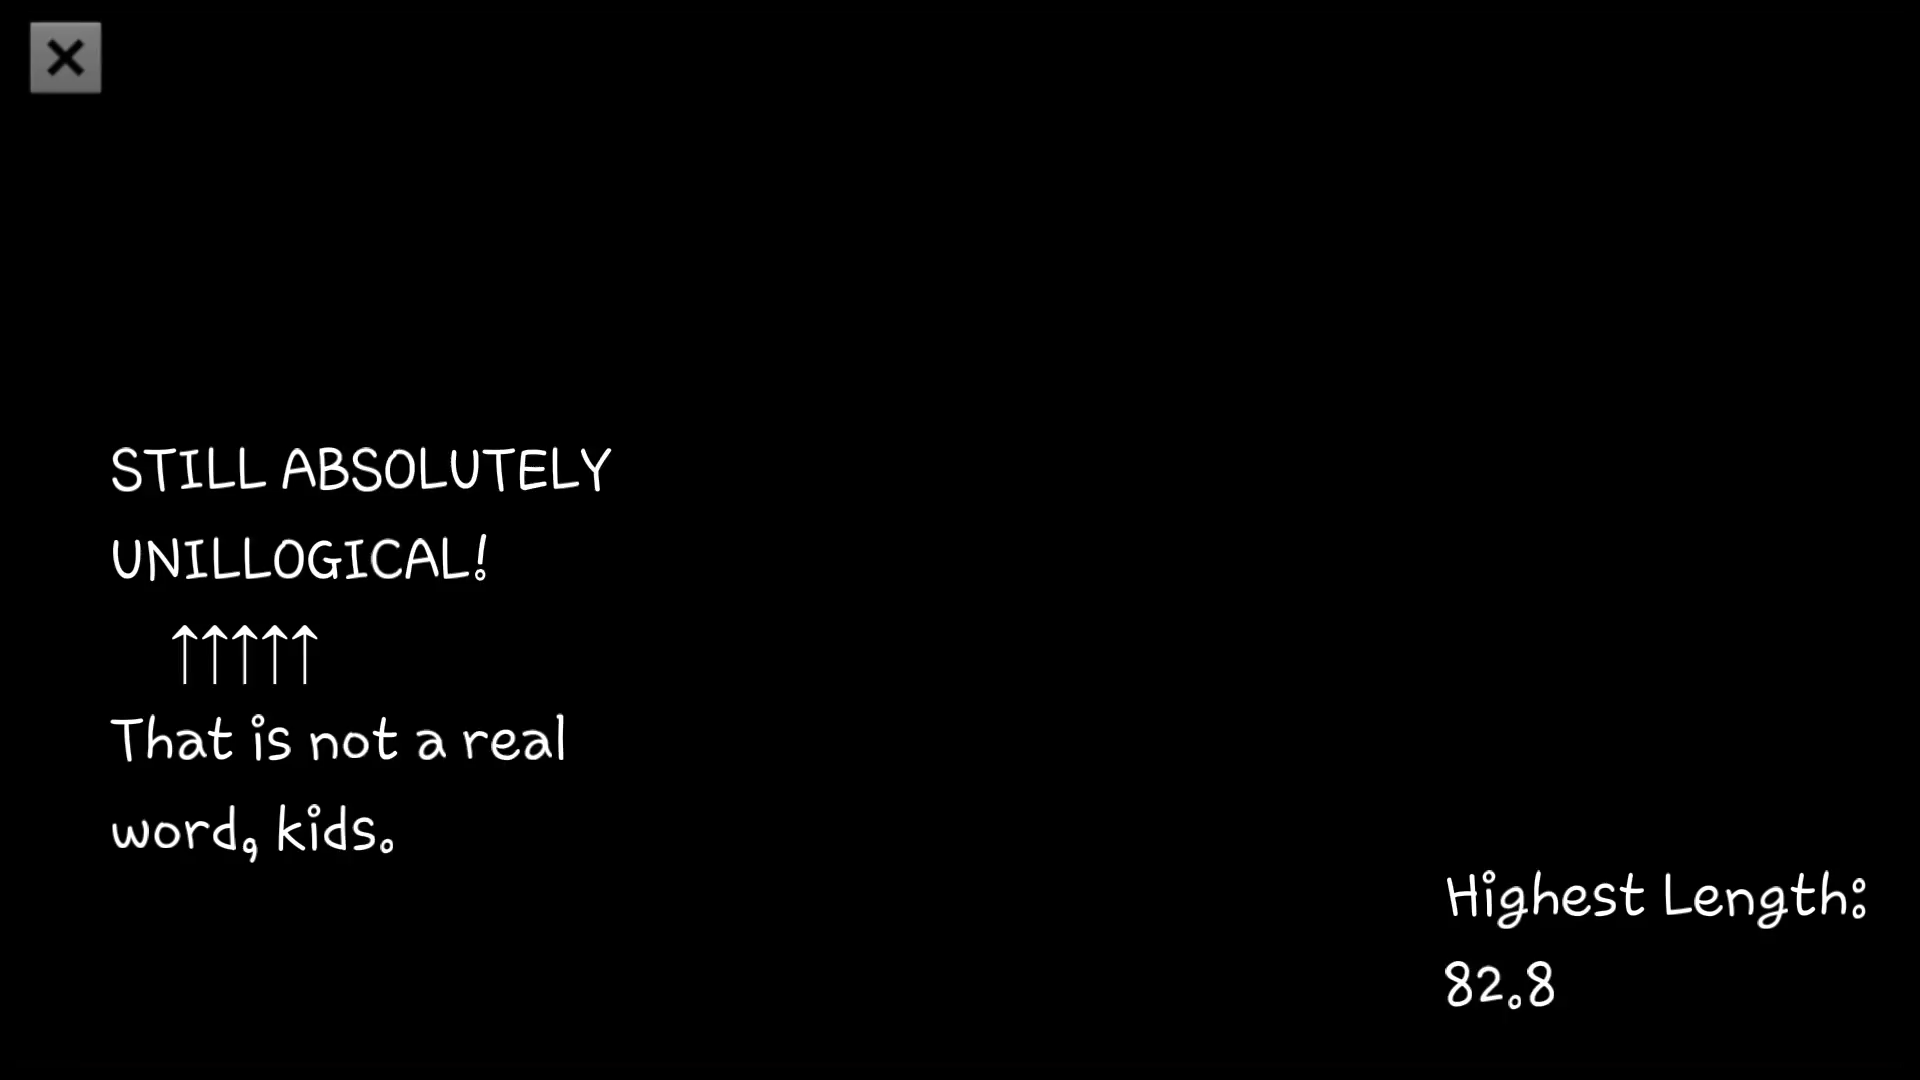 STILL ABSOLUTELY
UNILLOGICAL!
↑↑↑↑↑
That is not a real
word, kids.
Highest Length:
82.8